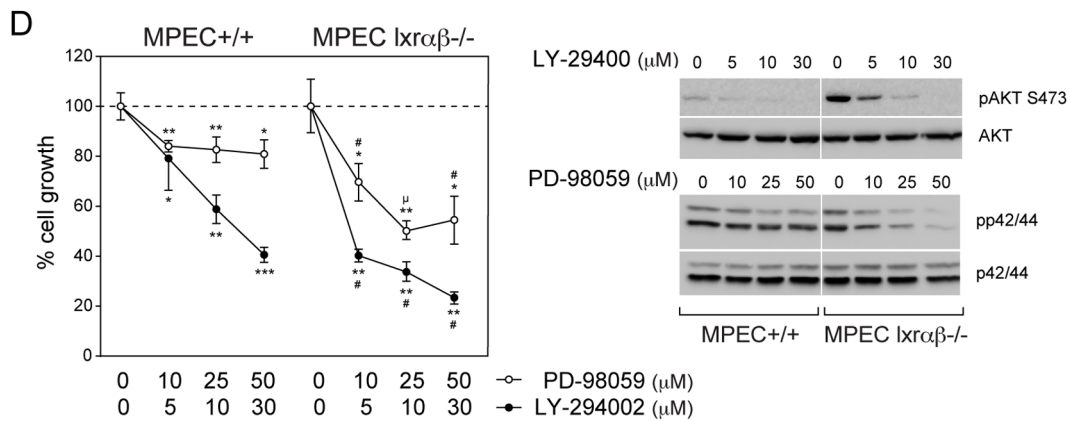 D
MPEC+/+ MPEC lxrαβ-/-
% cell growth
120
100
80
60
40
20
0
** ** * # * µ ** # *
* ** *** ** # ** # ** #
0 10 25 50 0 10 25 50 PD-98059 (µM)
0 5 10 30 0 5 10 30 LY-294002 (µM)
LY-29400 (µM) 0 5 10 30 0 5 10 30
pAKT S473
AKT
PD-98059 (µM) 0 10 25 50 0 10 25 50
pp42/44
p42/44
MPEC+/+ MPEC lxrαβ-/-